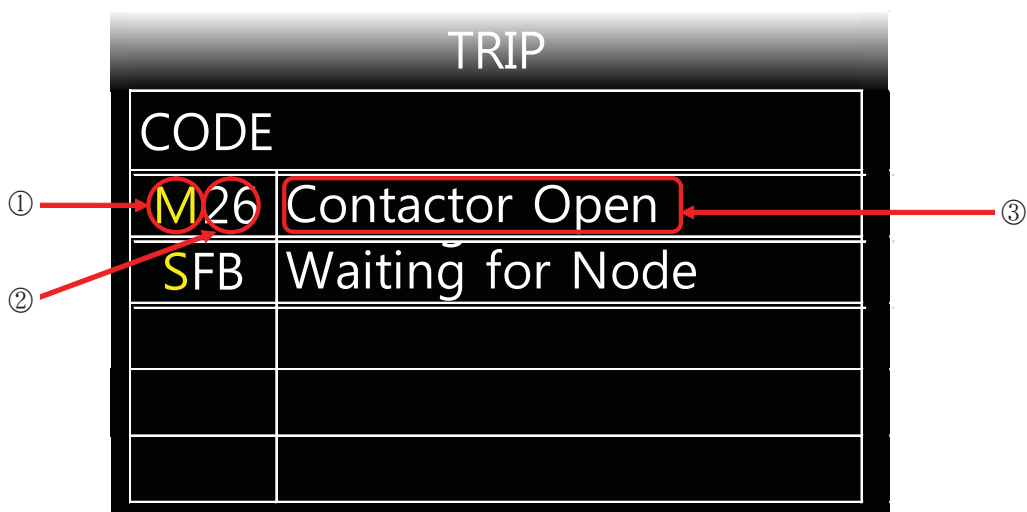 TRIP
CODE
① M26 Contactor Open ③
② SFB Waiting for Node